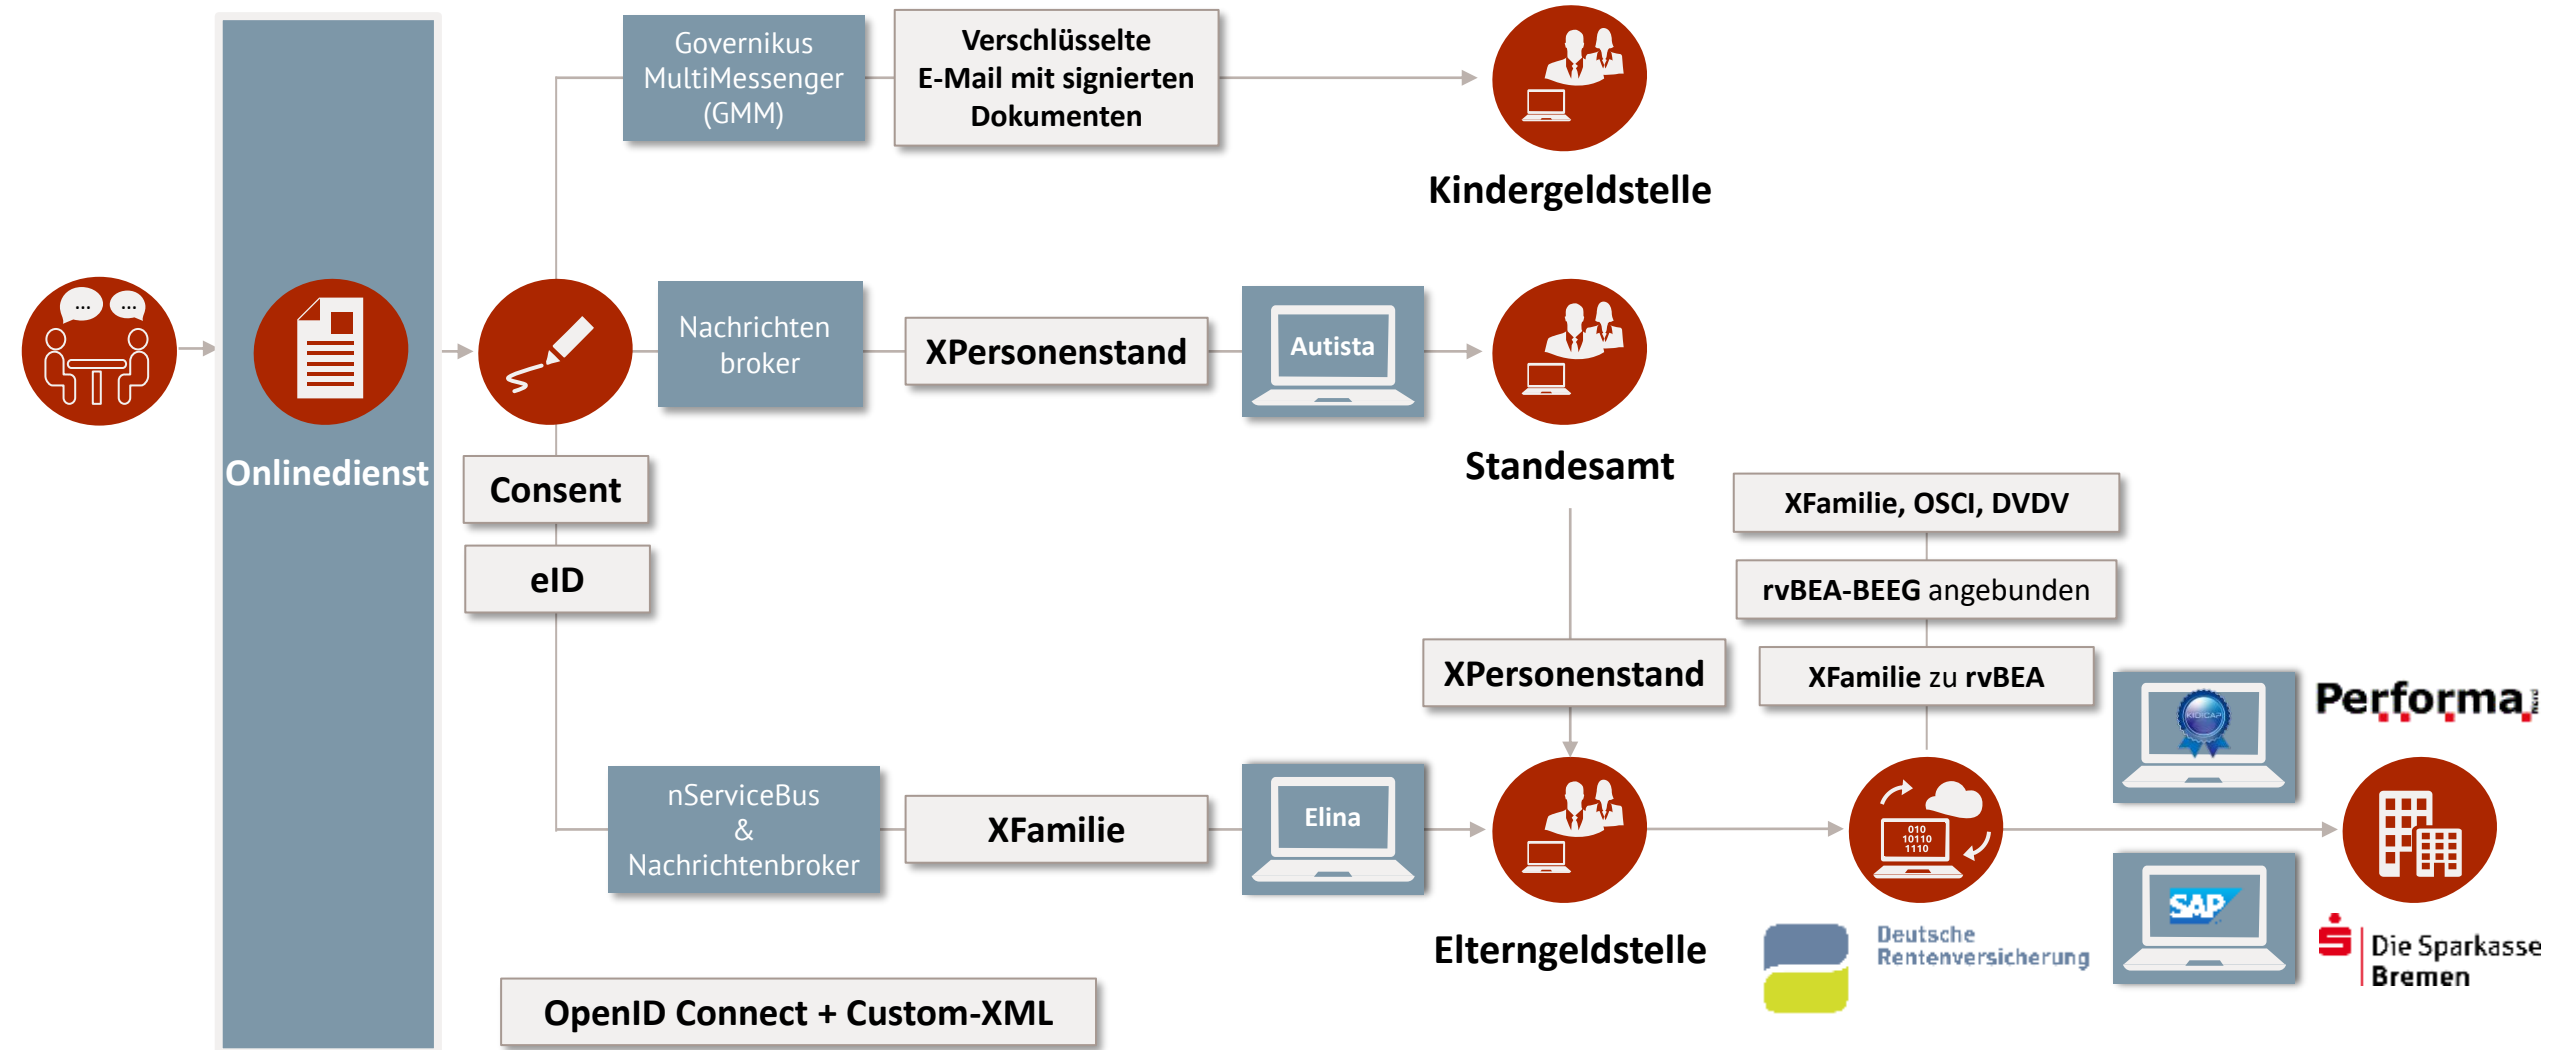 Governikus
MultiMessenger
(GMM)
Verschlüsselte
E-Mail mit signierten
Dokumenten
Kindergeldstelle
... ...
Onlinedienst
Nachrichten
broker
XPersonenstand
Autista
Standesamt
Consent
eID
XFamilie, OSCI, DVDV
rvBEA-BEEG angebunden
XFamilie zu rvBEA
XPersonenstand
KIDICAP
Performa
Nord
nServiceBus
&
Nachrichtenbroker
XFamilie
Elina
Elterngeldstelle
010
10110
1110
Deutsche
Rentenversicherung
SAP
Die Sparkasse
Bremen
OpenID Connect + Custom-XML